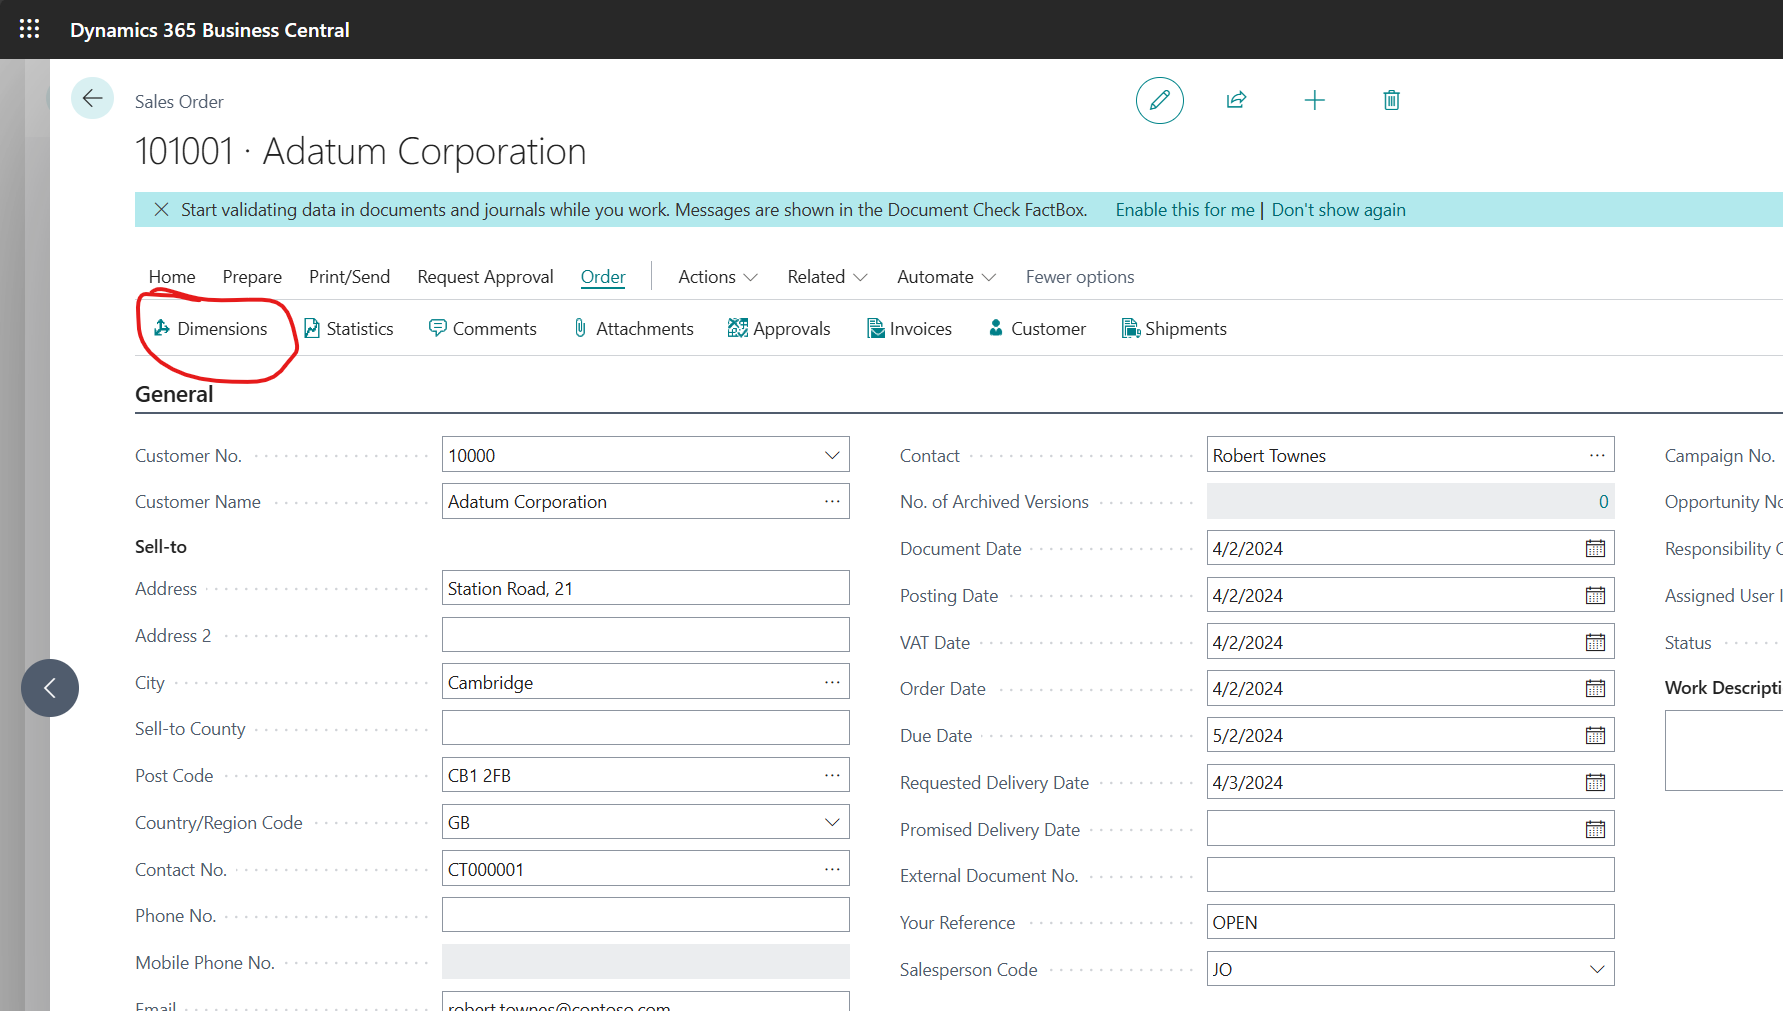 Dynamics 365 Business Central
Sales Order
101001 · Adatum Corporation
Start validating data in documents and journals while you work. Messages are shown in the Document Check FactBox. Enable this for me | Don't show again
Home Prepare Print/Send Request Approval Order Actions Related Automate Fewer options
Dimensions Statistics Comments Attachments Approvals Invoices Customer Shipments
General
Customer No. 10000
Customer Name Adatum Corporation
Sell-to
Address Station Road, 21
Address 2
City Cambridge
Sell-to County
Post Code CB1 2FB
Country/Region Code GB
Contact No. CT000001
Phone No.
Mobile Phone No.
Email robert.townes@contoso.com
Contact Robert Townes
No. of Archived Versions 0
Document Date 4/2/2024
Posting Date 4/2/2024
VAT Date 4/2/2024
Order Date 4/2/2024
Due Date 5/2/2024
Requested Delivery Date 4/3/2024
Promised Delivery Date
External Document No.
Your Reference OPEN
Salesperson Code JO
Campaign No.
Opportunity
Responsibility
Assigned User
Status
Work